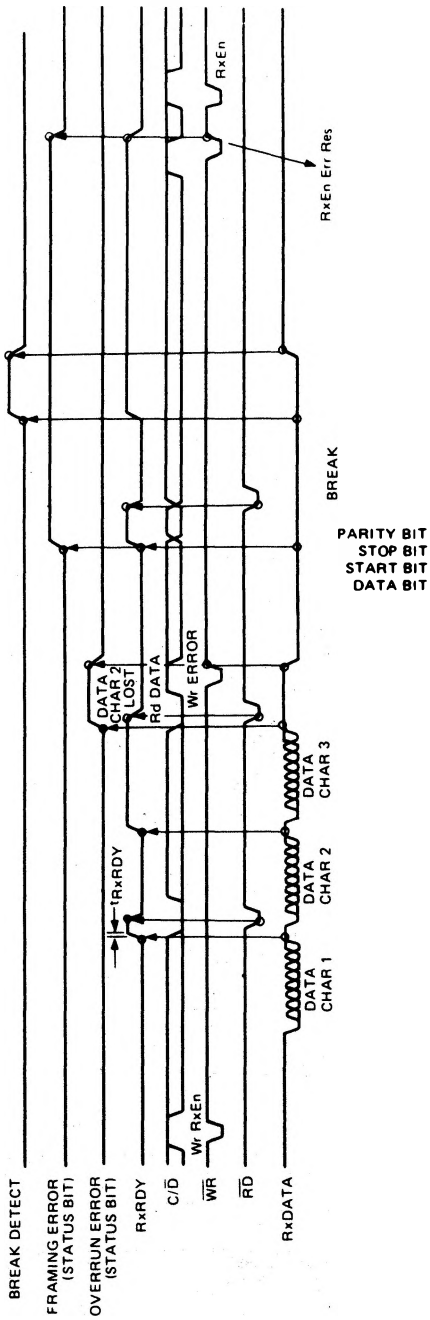 BREAK DETECT
FRAMING ERROR
(STATUS BIT)
OVERRUN ERROR
(STATUS BIT)
RxRDY
C/D̅
W̅R̅
R̅D̅
RxDATA
Wr RxEn
tRxRDY
DATA
CHAR 2
LOST
Rd DATA
Wr ERROR
RxEn
RxEn Err Res
DATA
CHAR 1
DATA
CHAR 2
DATA
CHAR 3
BREAK
PARITY BIT
STOP BIT
START BIT
DATA BIT